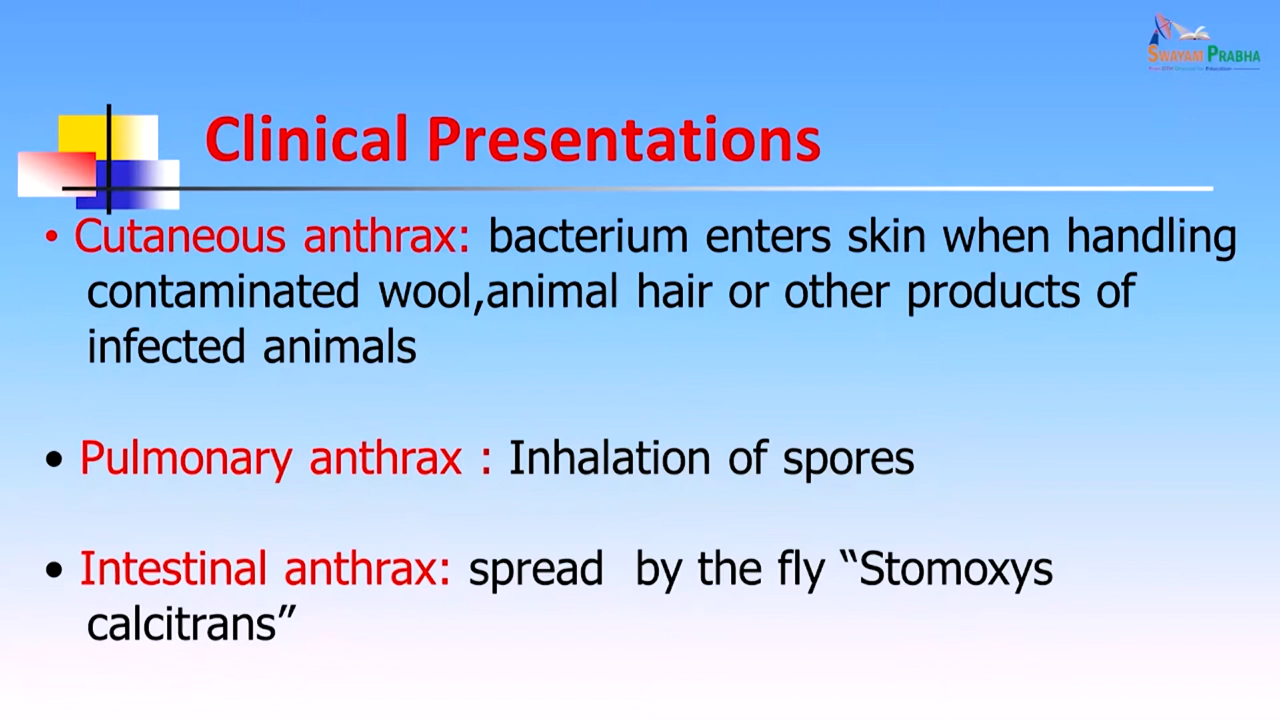 SWAYAM PRABHA
Clinical Presentations
• Cutaneous anthrax: bacterium enters skin when handling
contaminated wool,animal hair or other products of
infected animals
• Pulmonary anthrax : Inhalation of spores
• Intestinal anthrax: spread by the fly “Stomoxys
calcitrans”